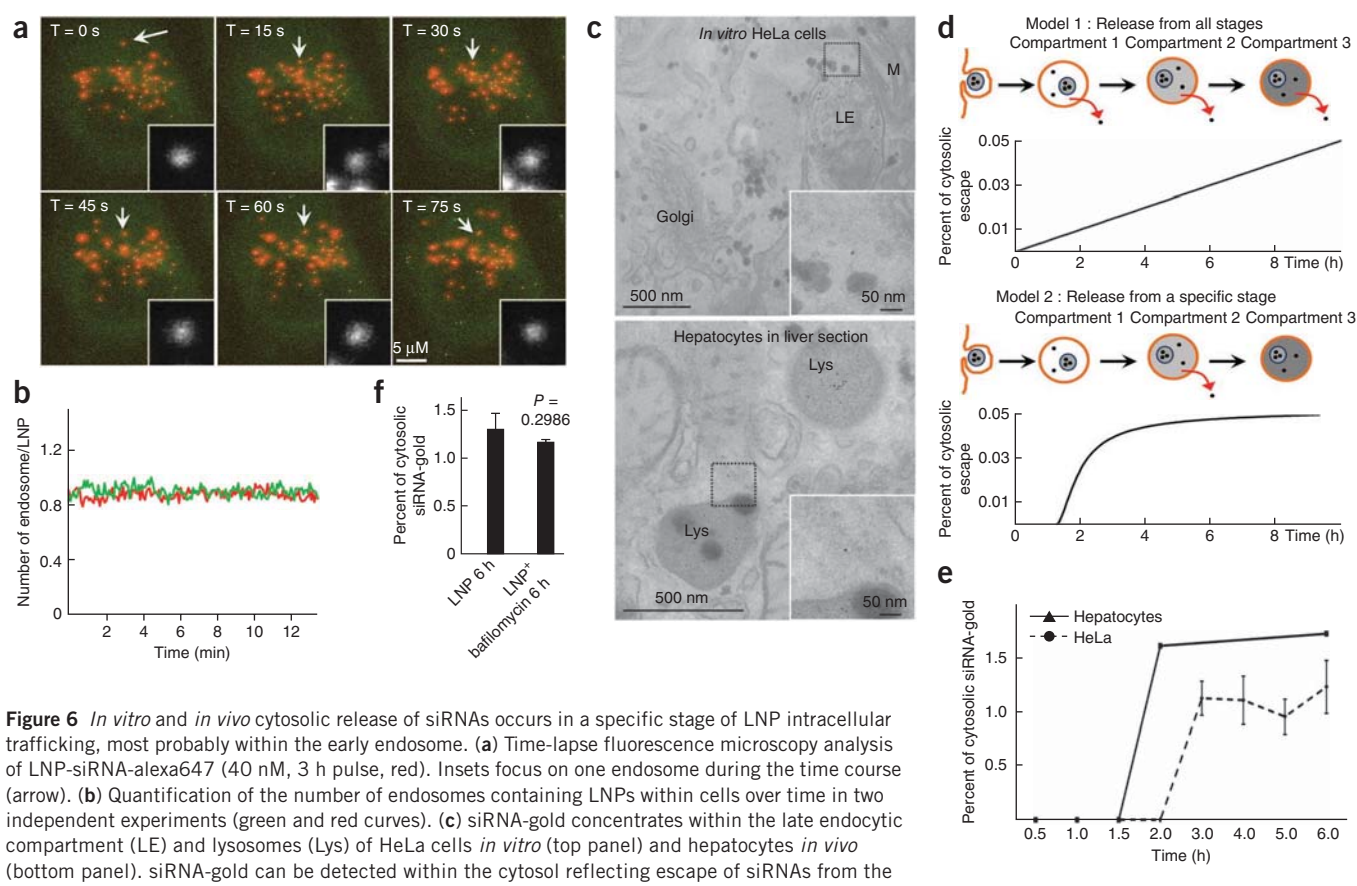 a
T = 0 s
T = 15 s
T = 30 s
T = 45 s
T = 60 s
T = 75 s
5 µM
b
Number of endosome/LNP
1.2
0.8
0.4
0
2 4 6 8 10 12
Time (min)
f
Percent of cytosolic
siRNA-gold
1.5
1.0
0.5
0
P =
0.2986
LNP 6 h
LNP+
bafilomycin 6 h
c
In vitro HeLa cells
M
LE
Golgi
500 nm
50 nm
Hepatocytes in liver section
Lys
Lys
500 nm
50 nm
d
Model 1 : Release from all stages
Compartment 1 Compartment 2 Compartment 3
Percent of cytosolic
escape
0.05
0.03
0.01
0 2 4 6 8 Time (h)
Model 2 : Release from a specific stage
Compartment 1 Compartment 2 Compartment 3
Percent of cytosolic
escape
0.05
0.03
0.01
0 2 4 6 8 Time (h)
e
Percent of cytosolic siRNA-gold
Hepatocytes
HeLa
1.5
1.0
0.5
0.5 1.0 1.5 2.0 3.0 4.0 5.0 6.0
Time (h)
Figure 6 In vitro and in vivo cytosolic release of siRNAs occurs in a specific stage of LNP intracellular
trafficking, most probably within the early endosome. (a) Time-lapse fluorescence microscopy analysis
of LNP-siRNA-alexa647 (40 nM, 3 h pulse, red). Insets focus on one endosome during the time course
(arrow). (b) Quantification of the number of endosomes containing LNPs within cells over time in two
independent experiments (green and red curves). (c) siRNA-gold concentrates within the late endocytic
compartment (LE) and lysosomes (Lys) of HeLa cells in vitro (top panel) and hepatocytes in vivo
(bottom panel). siRNA-gold can be detected within the cytosol reflecting escape of siRNAs from the